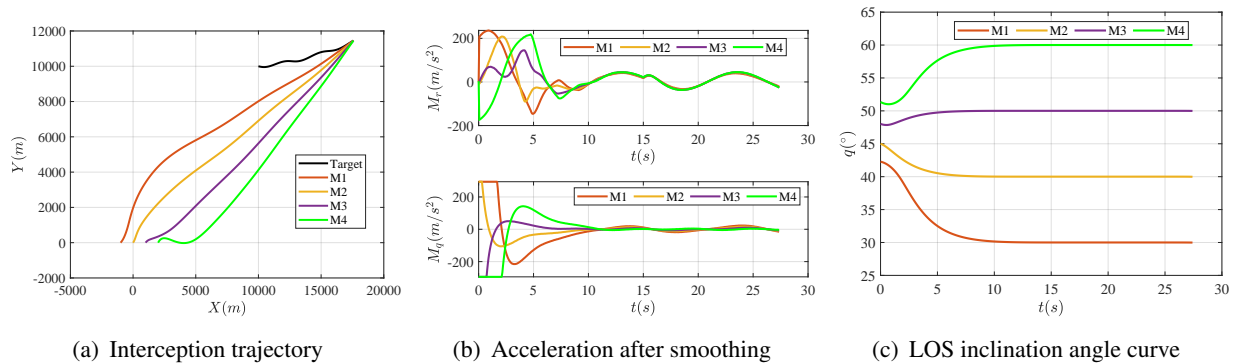 12000
10000
8000
6000
4000
2000
0
-2000
Y(m)
-5000 0 5000 10000 15000 20000
X(m)
Target
M1
M2
M3
M4
(a) Interception trajectory
M1 M2 M3 M4
200
0
-200
M_r(m/s^2)
0 5 10 15 20 25 30
t(s)
M1 M2 M3 M4
200
0
-200
M_q(m/s^2)
0 5 10 15 20 25 30
t(s)
(b) Acceleration after smoothing
M1 M2 M3 M4
65
60
55
50
45
40
35
30
25
q(°)
0 5 10 15 20 25 30
t(s)
(c) LOS inclination angle curve